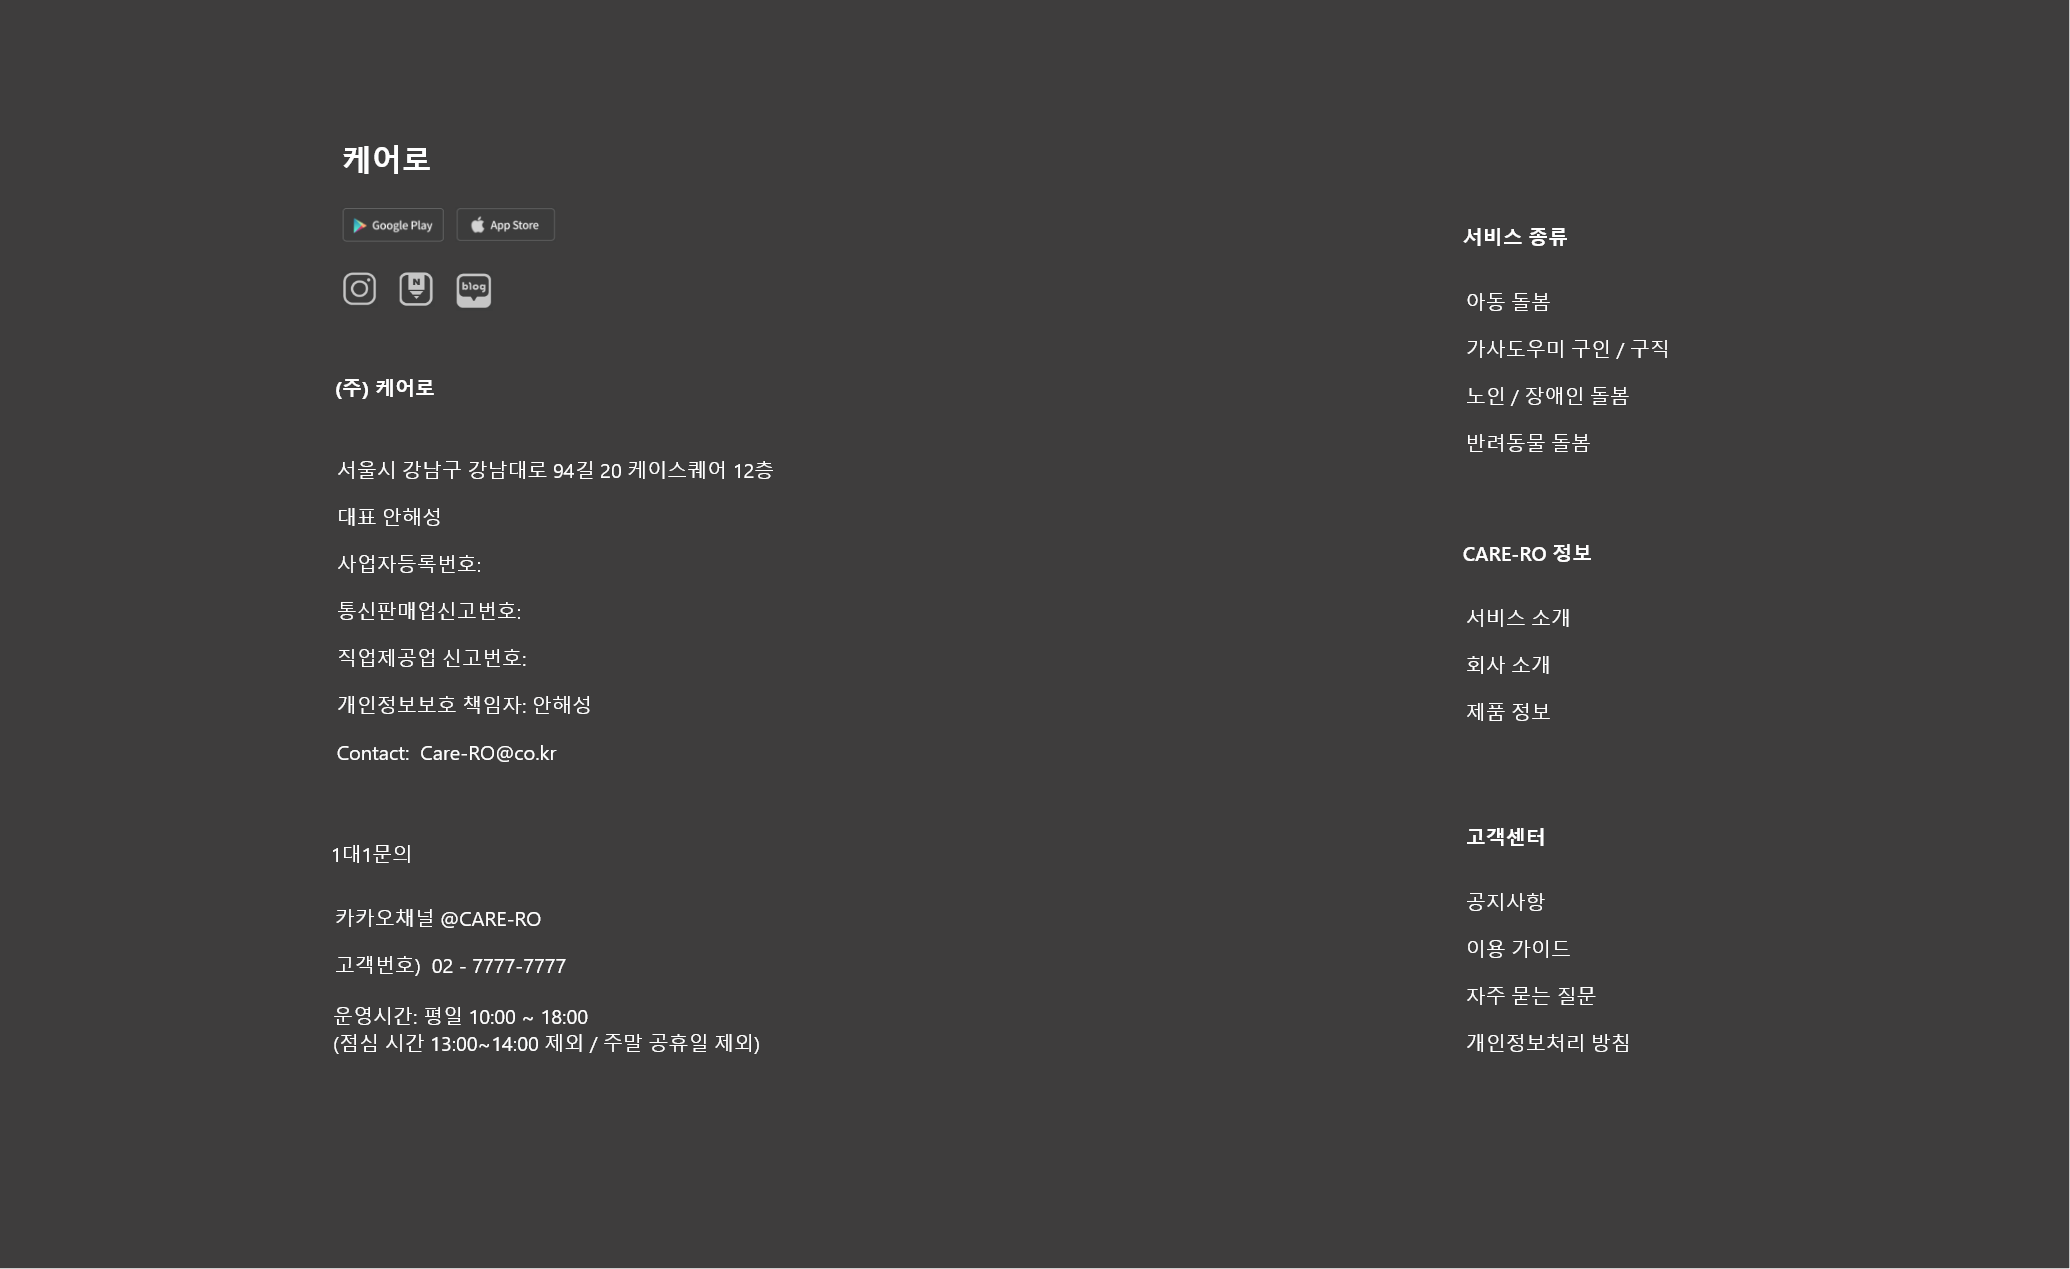 케어로
Google Play
App Store
N
blog
(주) 케어로
서울시 강남구 강남대로 94길 20 케이스퀘어 12층
대표 안해성
사업자등록번호:
통신판매업신고번호:
직업제공업 신고번호:
개인정보보호 책임자: 안해성
Contact:  Care-RO@co.kr
1대1문의
카카오채널 @CARE-RO
고객번호)  02 - 7777-7777
운영시간: 평일 10:00 ~ 18:00
(점심 시간 13:00~14:00 제외 / 주말 공휴일 제외)
서비스 종류
아동 돌봄
가사도우미 구인 / 구직
노인 / 장애인 돌봄
반려동물 돌봄
CARE-RO 정보
서비스 소개
회사 소개
제품 정보
고객센터
공지사항
이용 가이드
자주 묻는 질문
개인정보처리 방침